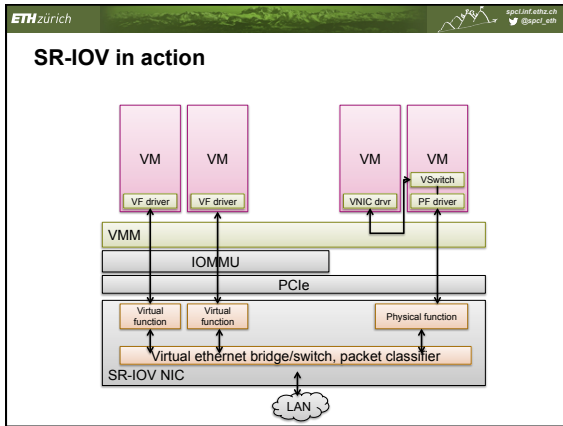 ETH zürich
spcl.inf.ethz.ch
@spcl_eth
SR-IOV in action
VM
VM
VM
VM
VSwitch
VF driver
VF driver
VNIC drvr
PF driver
VMM
IOMMU
PCIe
Virtual
function
Virtual
function
Physical function
Virtual ethernet bridge/switch, packet classifier
SR-IOV NIC
LAN